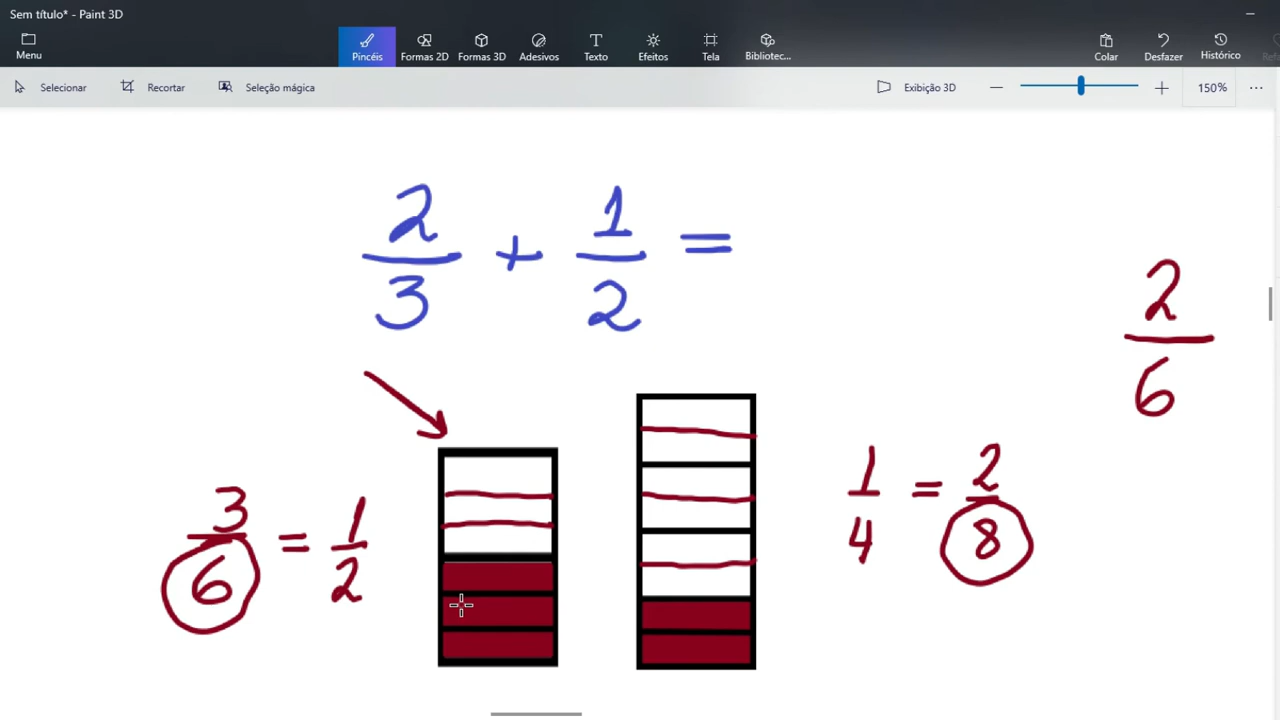 Sem título* - Paint 3D
Menu
Pincéis
Formas 2D
Formas 3D
Adesivos
Texto
Efeitos
Tela
Bibliotec...
Colar
Desfazer
Histórico
Selecionar
Recortar
Seleção mágica
Exibição 3D
150%
2/3 + 1/2 =
2/6
3/6 = 1/2
1/4 = 2/8